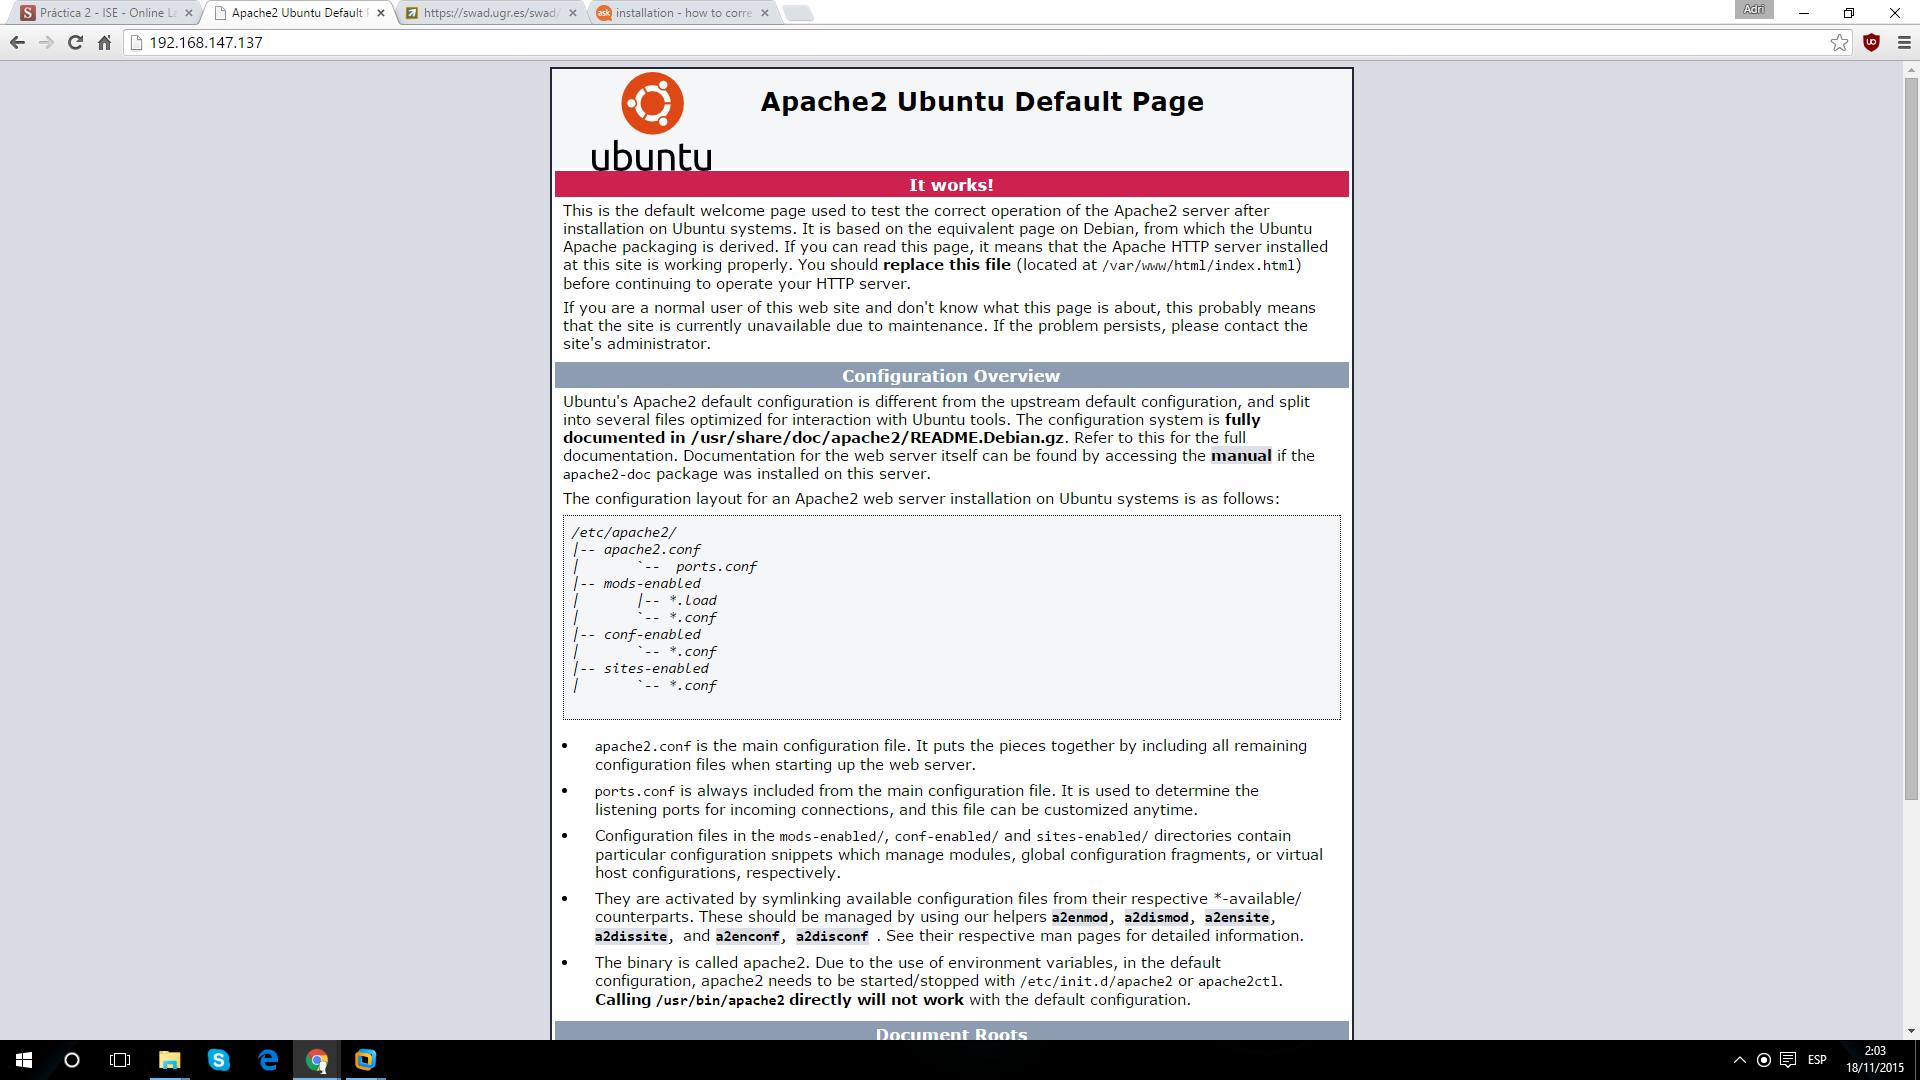 Práctica 2 - ISE - Online La
Apache2 Ubuntu Default P
https://swad.ugr.es/swad/
ask
installation - how to corre
Adri
192.168.147.137
ubuntu
Apache2 Ubuntu Default Page
It works!
This is the default welcome page used to test the correct operation of the Apache2 server after
installation on Ubuntu systems. It is based on the equivalent page on Debian, from which the Ubuntu
Apache packaging is derived. If you can read this page, it means that the Apache HTTP server installed
at this site is working properly. You should replace this file (located at /var/www/html/index.html)
before continuing to operate your HTTP server.
If you are a normal user of this web site and don't know what this page is about, this probably means
that the site is currently unavailable due to maintenance. If the problem persists, please contact the
site's administrator.
Configuration Overview
Ubuntu's Apache2 default configuration is different from the upstream default configuration, and split
into several files optimized for interaction with Ubuntu tools. The configuration system is fully
documented in /usr/share/doc/apache2/README.Debian.gz. Refer to this for the full
documentation. Documentation for the web server itself can be found by accessing the manual if the
apache2-doc package was installed on this server.
The configuration layout for an Apache2 web server installation on Ubuntu systems is as follows:
/etc/apache2/
|-- apache2.conf
|       `--  ports.conf
|-- mods-enabled
|       |-- *.load
|       `-- *.conf
|-- conf-enabled
|       `-- *.conf
|-- sites-enabled
|       `-- *.conf
• apache2.conf is the main configuration file. It puts the pieces together by including all remaining
configuration files when starting up the web server.
• ports.conf is always included from the main configuration file. It is used to determine the
listening ports for incoming connections, and this file can be customized anytime.
• Configuration files in the mods-enabled/, conf-enabled/ and sites-enabled/ directories contain
particular configuration snippets which manage modules, global configuration fragments, or virtual
host configurations, respectively.
• They are activated by symlinking available configuration files from their respective *-available/
counterparts. These should be managed by using our helpers a2enmod, a2dismod, a2ensite,
a2dissite, and a2enconf, a2disconf . See their respective man pages for detailed information.
• The binary is called apache2. Due to the use of environment variables, in the default
configuration, apache2 needs to be started/stopped with /etc/init.d/apache2 or apache2ctl.
Calling /usr/bin/apache2 directly will not work with the default configuration.
Document Roots
ESP
2:03
18/11/2015